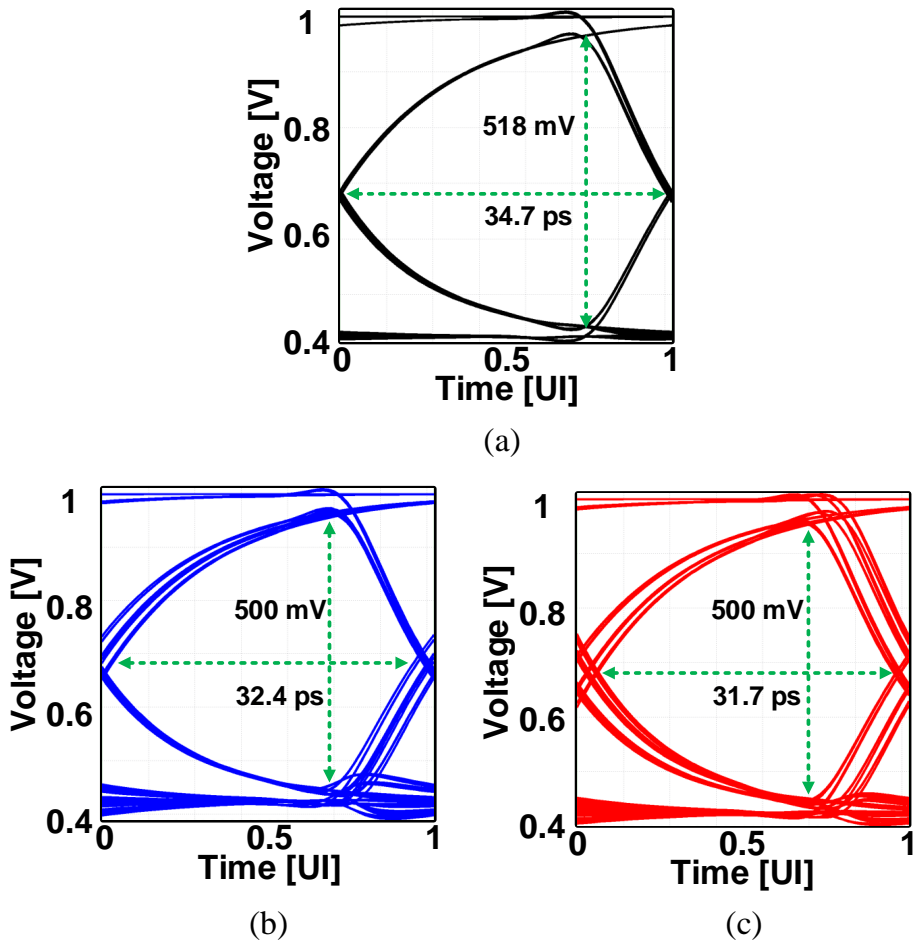 1
0.8
0.6
0.4
Voltage [V]
518 mV
34.7 ps
0
0.5
1
Time [UI]
(a)
1
0.8
0.6
0.4
Voltage [V]
500 mV
32.4 ps
0
0.5
1
Time [UI]
(b)
1
0.8
0.6
0.4
Voltage [V]
500 mV
31.7 ps
0
0.5
1
Time [UI]
(c)